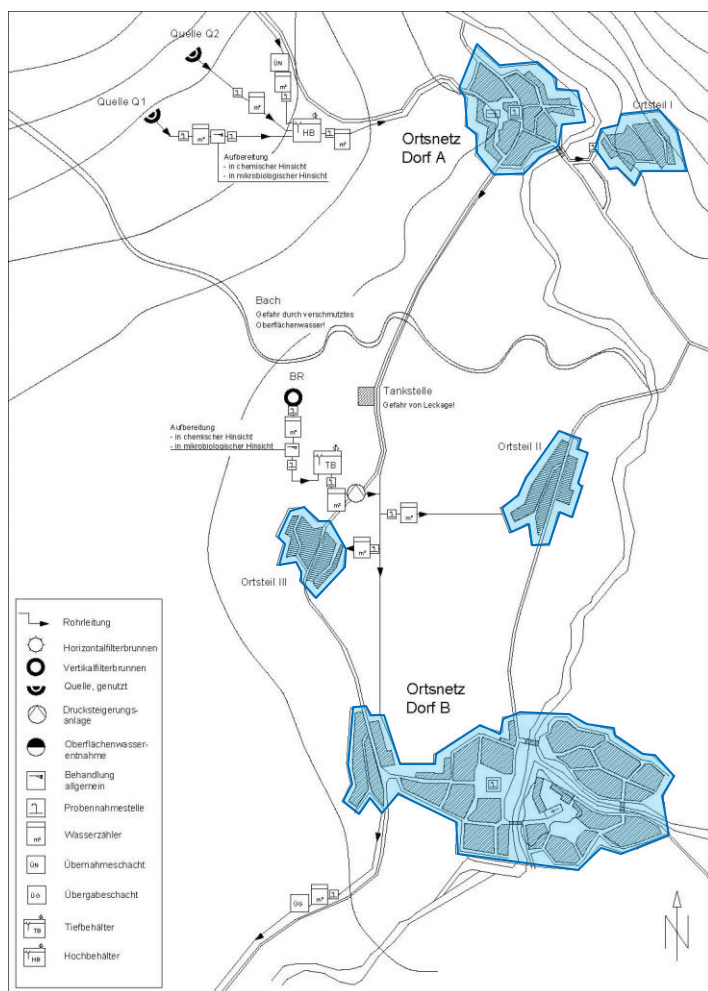 Quelle Q2
ÜN
m³
Quelle Q1
m³
m³
HB
m³
Aufbereitung
- in chemischer Hinsicht
- in mikrobiologischer Hinsicht
Ortsnetz
Dorf A
Ortsteil I
Bach
Gefahr durch verschmutztes
Oberflächenwasser!
BR
m³
Aufbereitung
- in chemischer Hinsicht
- in mikrobiologischer Hinsicht
TB
m³
Tankstelle
Gefahr von Leckage!
m³
Ortsteil II
m³
Ortsteil III
Ortsnetz
Dorf B
ÜG
m³
N
Rohrleitung
Horizontalfilterbrunnen
Vertikalfilterbrunnen
Quelle, genutzt
Drucksteigerungs-
anlage
Oberflächenwasser-
entnahme
Behandlung
allgemein
Probennahmestelle
m³
Wasserzähler
ÜN
Übernahmeschacht
ÜG
Übergabeschacht
TB
Tiefbehälter
HB
Hochbehälter